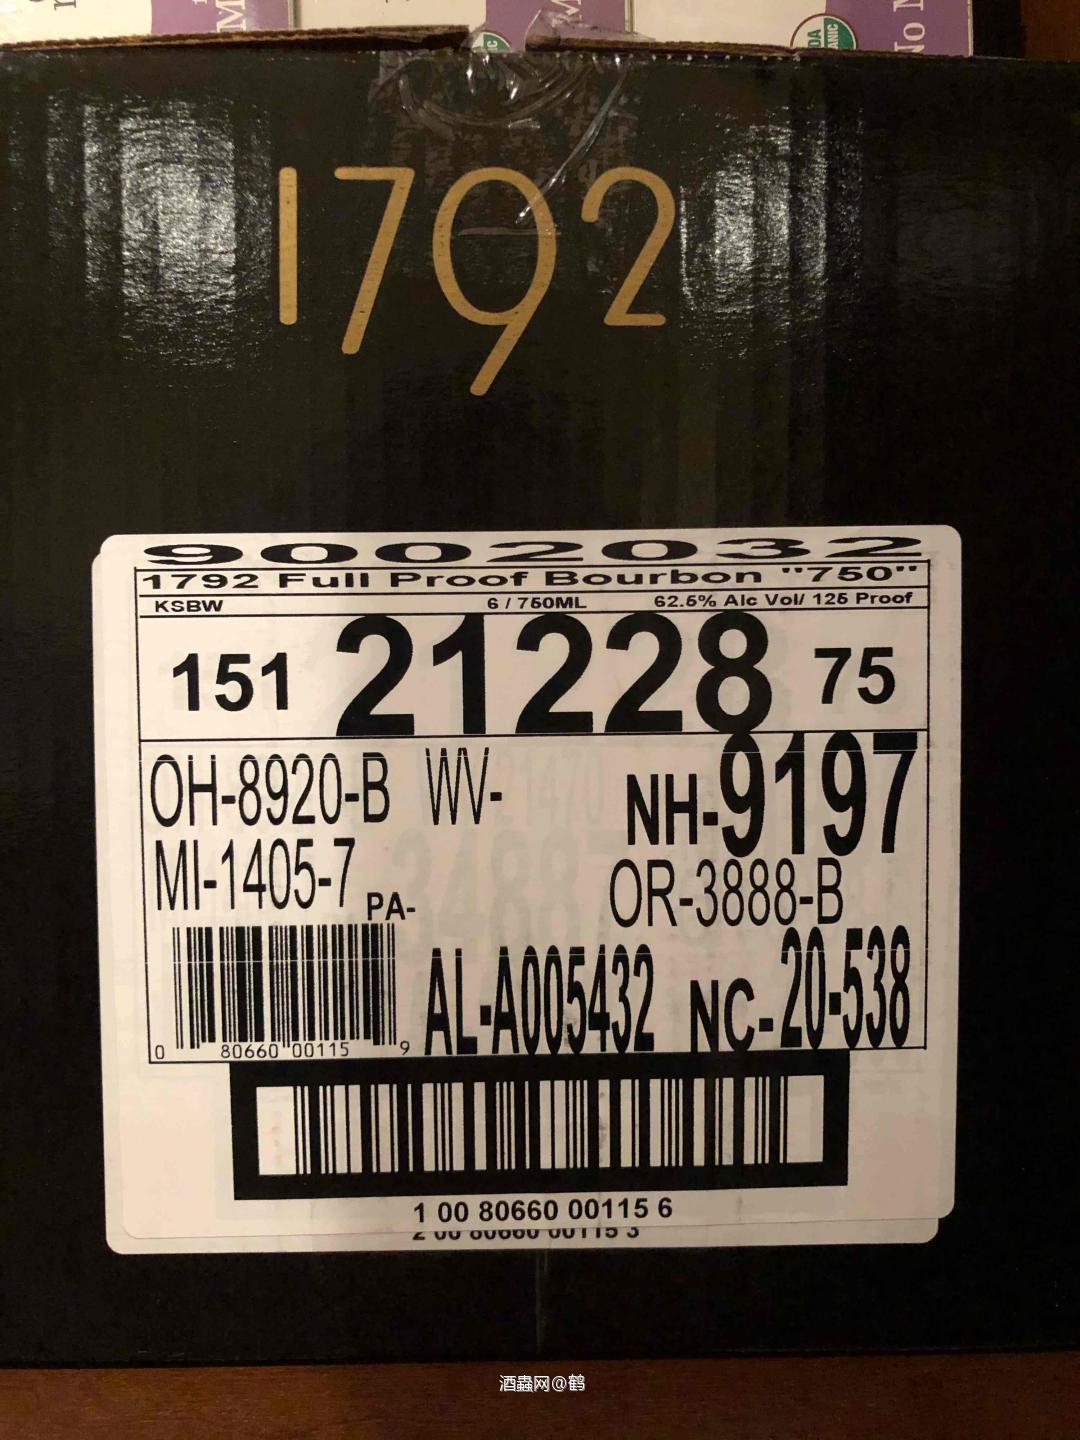 No M
1792
9002032
1792 Full Proof Bourbon "750"
KSBW 6 / 750ML 62.5% Alc Vol/ 125 Proof
151 21228 75
OH-8920-B WV- NH-9197
MI-1405-7 PA- OR-3888-B
AL-A005432 NC-20-538
0 80660 00115 9
1 00 80660 00115 6
2 00 80660 00115 3
酒蟲网@鹤